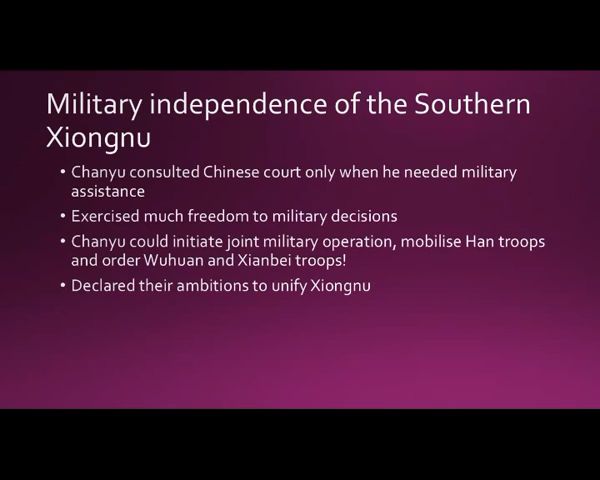 Military independence of the Southern
Xiongnu
• Chanyu consulted Chinese court only when he needed military
assistance
• Exercised much freedom to military decisions
• Chanyu could initiate joint military operation, mobilise Han troops
and order Wuhuan and Xianbei troops!
• Declared their ambitions to unify Xiongnu